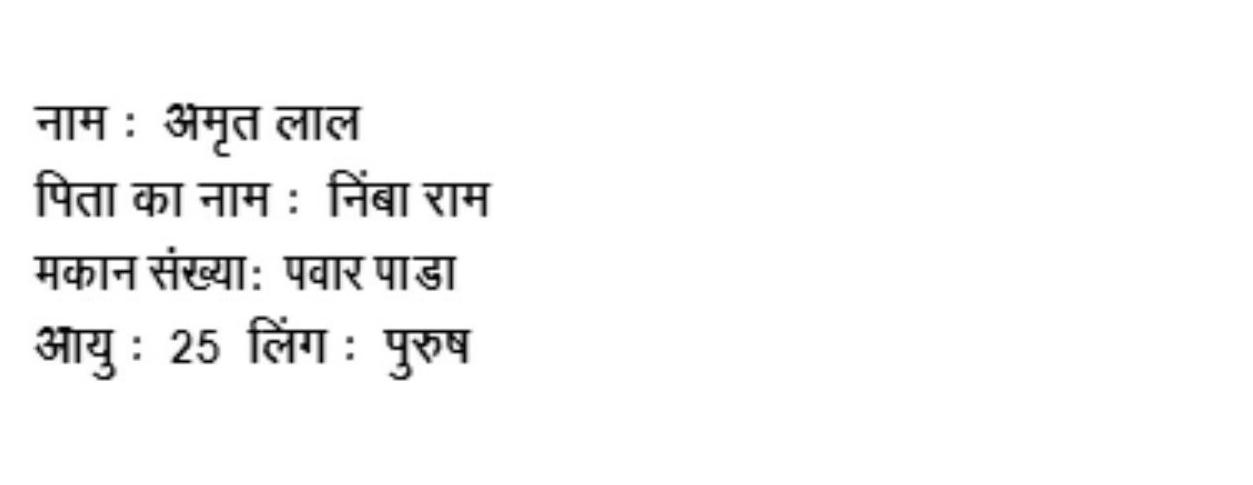 नाम : अमृत लाल
पिता का नाम : निंबा राम
मकान संख्या: पवार पाडा
आयु : 25 लिंग : पुरुष